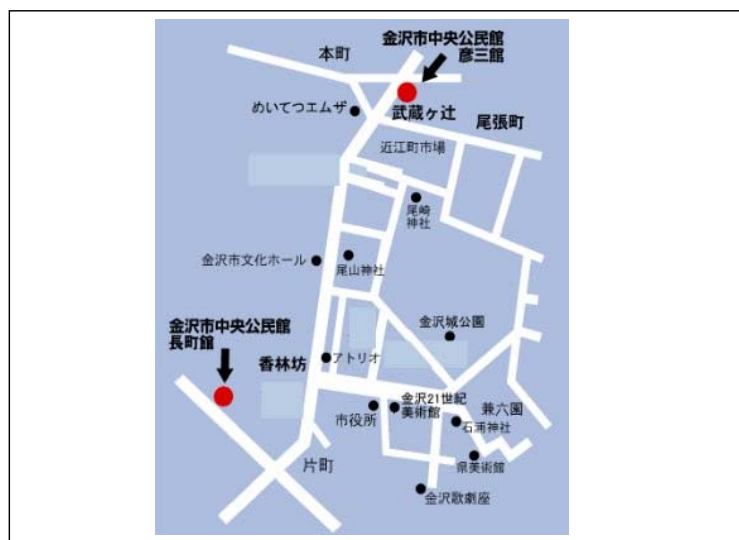 金沢市中央公民館
彦三館
本町
めいてつエムザ
武蔵ヶ辻
尾張町
近江町市場
尾崎
神社
金沢市文化ホール
尾山神社
金沢市中央公民館
長町館
金沢城公園
香林坊
アトリオ
市役所
金沢21世紀
美術館
兼六園
石浦神社
片町
県美術館
金沢歌劇座